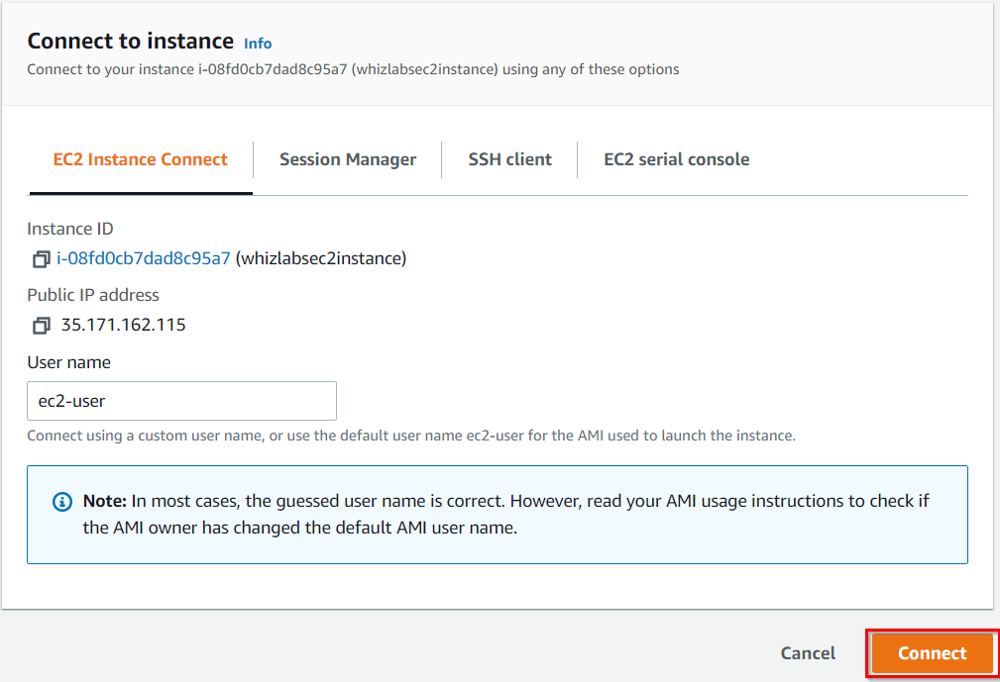 Connect to instance Info
Connect to your instance i-08fd0cb7dad8c95a7 (whizlabsec2instance) using any of these options
EC2 Instance Connect Session Manager SSH client EC2 serial console
Instance ID
i-08fd0cb7dad8c95a7 (whizlabsec2instance)
Public IP address
35.171.162.115
User name
ec2-user
Connect using a custom user name, or use the default user name ec2-user for the AMI used to launch the instance.
Note: In most cases, the guessed user name is correct. However, read your AMI usage instructions to check if
the AMI owner has changed the default AMI user name.
Cancel Connect